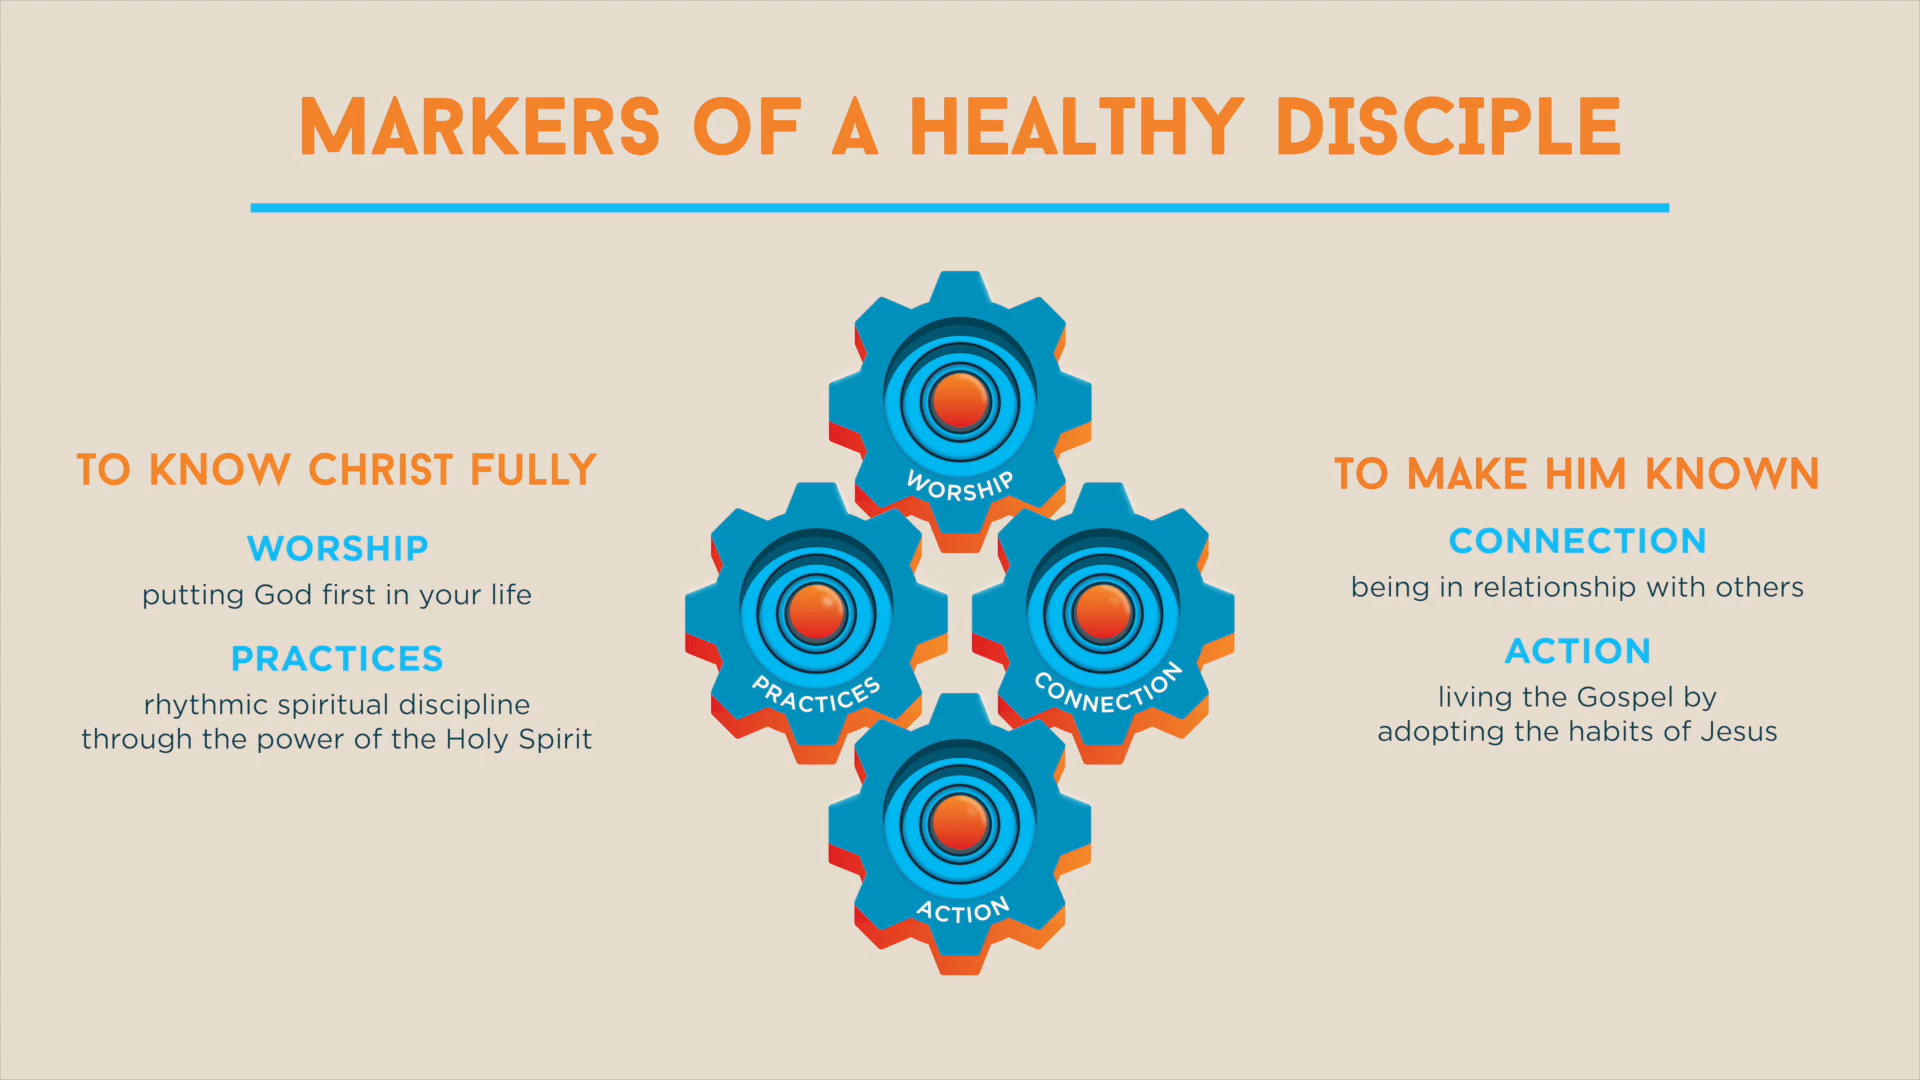 MARKERS OF A HEALTHY DISCIPLE
TO KNOW CHRIST FULLY
WORSHIP
putting God first in your life
PRACTICES
rhythmic spiritual discipline
through the power of the Holy Spirit
WORSHIP
PRACTICES
CONNECTION
ACTION
TO MAKE HIM KNOWN
CONNECTION
being in relationship with others
ACTION
living the Gospel by
adopting the habits of Jesus